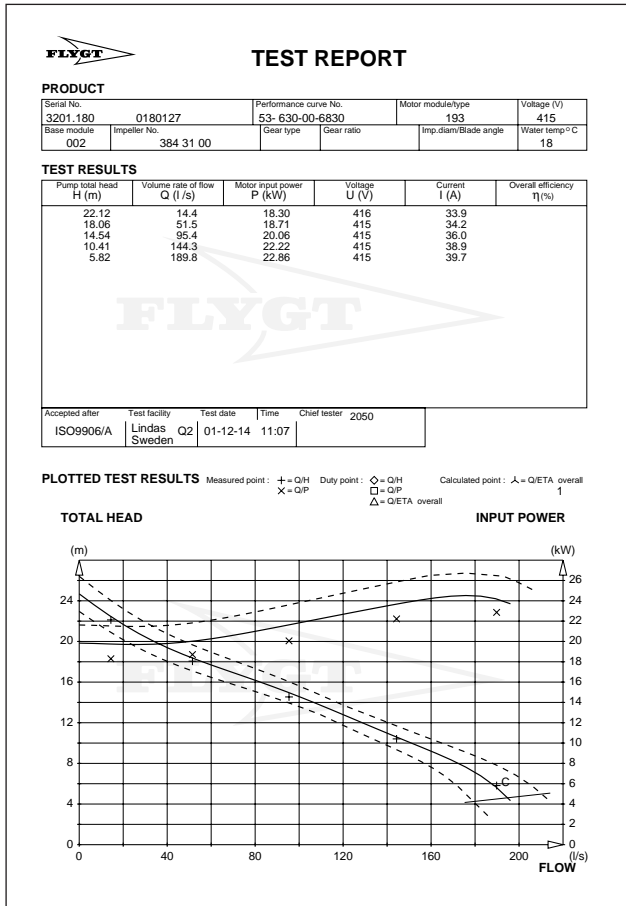 FLYGT
TEST REPORT
PRODUCT
Serial No. Performance curve No. Motor module/type Voltage (V)
3201.180 0180127 53- 630-00-6830 193 415
Base module Impeller No. Gear type Gear ratio Imp.diam/Blade angle Water temp°C
002 384 31 00 18
TEST RESULTS
Pump total head Volume rate of flow Motor input power Voltage Current Overall efficiency
H (m) Q (l /s) P (kW) U (V) I (A) η(%)
22.12 14.4 18.30 416 33.9
18.06 51.5 18.71 415 34.2
14.54 95.4 20.06 415 36.0
10.41 144.3 22.22 415 38.9
5.82 189.8 22.86 415 39.7
FLYGT
Accepted after Test facility Test date Time Chief tester 2050
ISO9906/A Lindas Q2 01-12-14 11:07
Sweden
PLOTTED TEST RESULTS Measured point : + = Q/H Duty point : ◇ = Q/H Calculated point : ⅄ = Q/ETA overall
× = Q/P □ = Q/P 1
△ = Q/ETA overall
TOTAL HEAD INPUT POWER
(m) (kW)
26
24 24
22
20 20
18
16 16
14
12 12
10
8 8
6
C
4 4
2
0 0
FLYGT
0 40 80 120 160 200 (l/s)
FLOW